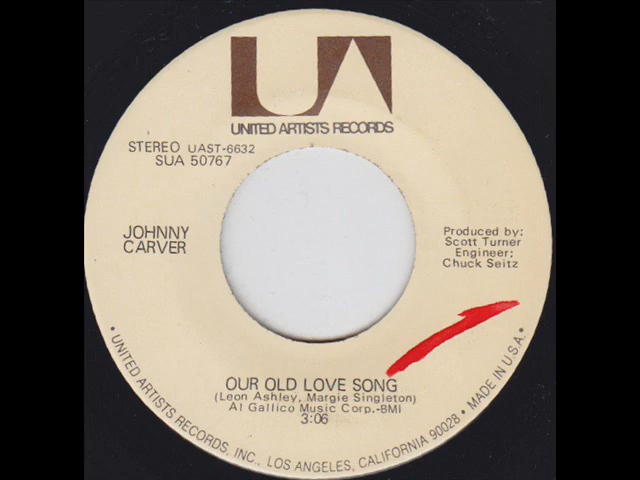 UA
UNITED ARTISTS RECORDS
STEREO UAST-6632
SUA 50767
JOHNNY
CARVER
Produced by:
Scott Turner
Engineer:
Chuck Seitz
OUR OLD LOVE SONG
(Leon Ashley, Margie Singleton)
Al Gallico Music Corp.-BMI
3:06
• UNITED ARTISTS RECORDS, INC., LOS ANGELES, CALIFORNIA 90028 • MADE IN U.S.A. •